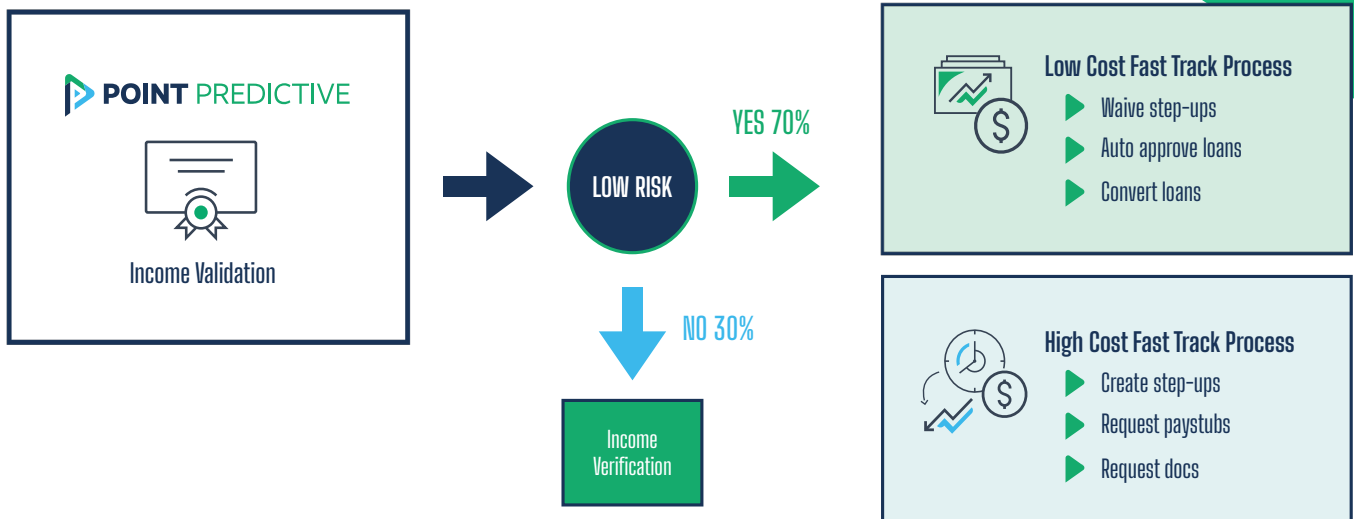 POINT PREDICTIVE
Income Validation
LOW RISK
YES 70%
NO 30%
Income
Verification
Low Cost Fast Track Process
Waive step-ups
Auto approve loans
Convert loans
High Cost Fast Track Process
Create step-ups
Request paystubs
Request docs